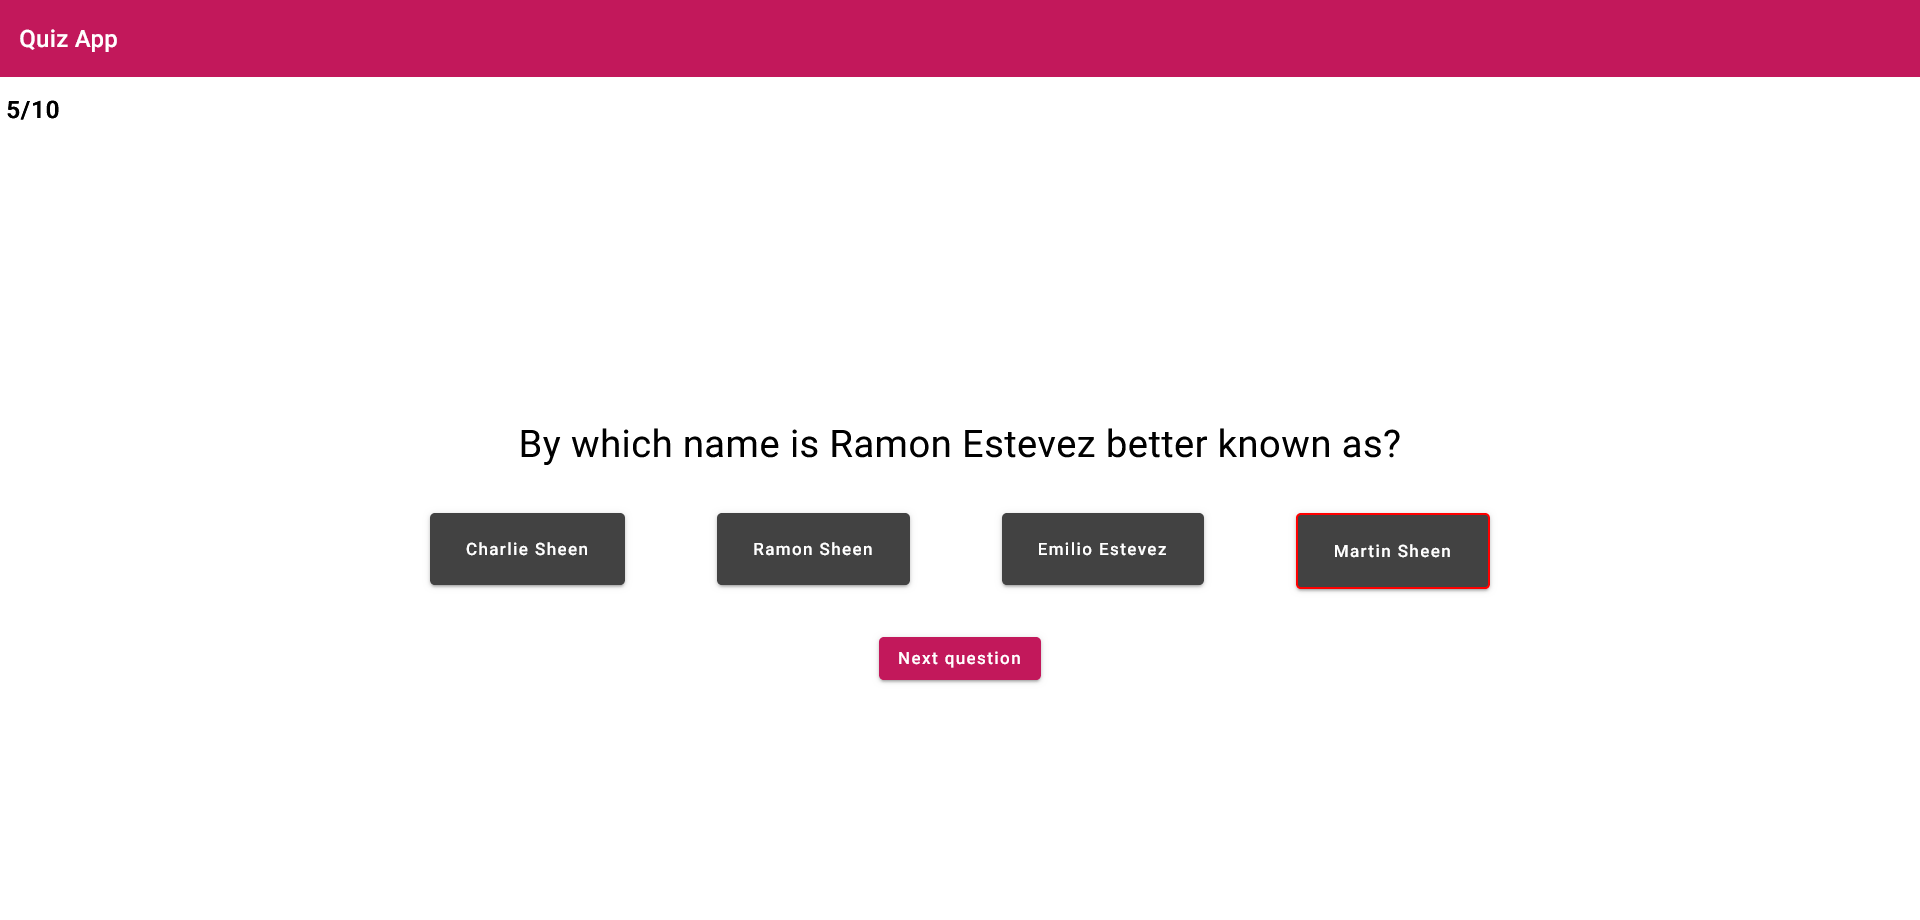 Quiz App
5/10
By which name is Ramon Estevez better known as?
Charlie Sheen
Ramon Sheen
Emilio Estevez
Martin Sheen
Next question